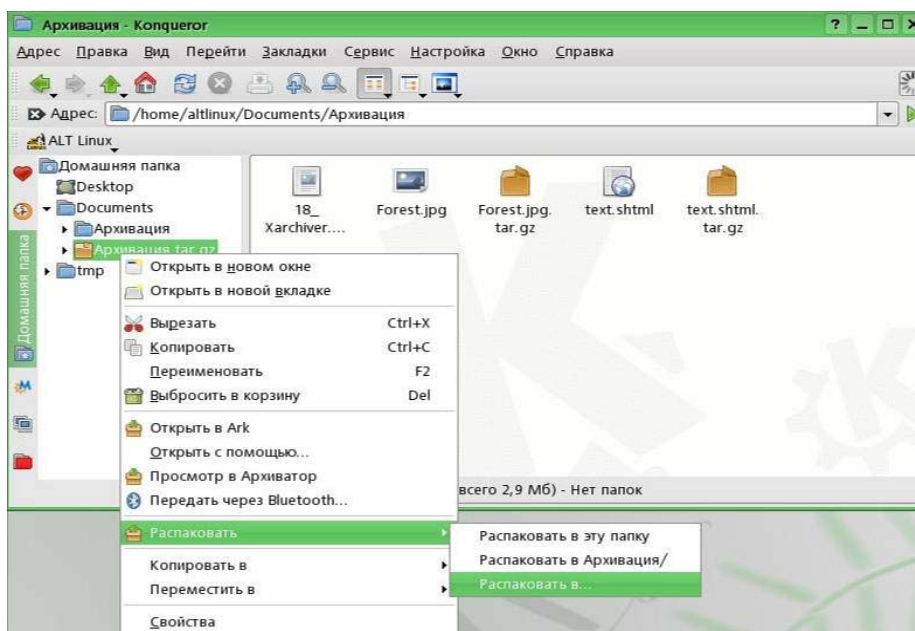 Архивация - Konqueror
Адрес Правка Вид Перейти Закладки Сервис Настройка Окно Справка
Адрес: /home/altlinux/Documents/Архивация
ALT Linux
Домашняя папка
Desktop
Documents
Архивация
Архивация.tar.gz
tmp
Домашняя папка
18_
Xarchiver....
Forest.jpg
Forest.jpg.
tar.gz
text.shtml
text.shtml.
tar.gz
Открыть в новом окне
Открыть в новой вкладке
Вырезать Ctrl+X
Копировать Ctrl+C
Переименовать F2
Выбросить в корзину Del
Открыть в Ark
Открыть с помощью...
Просмотр в Архиватор
Передать через Bluetooth...
всего 2,9 Мб) - Нет папок
Распаковать
Распаковать в эту папку
Распаковать в Архивация/
Распаковать в...
Копировать в
Переместить в
Свойства